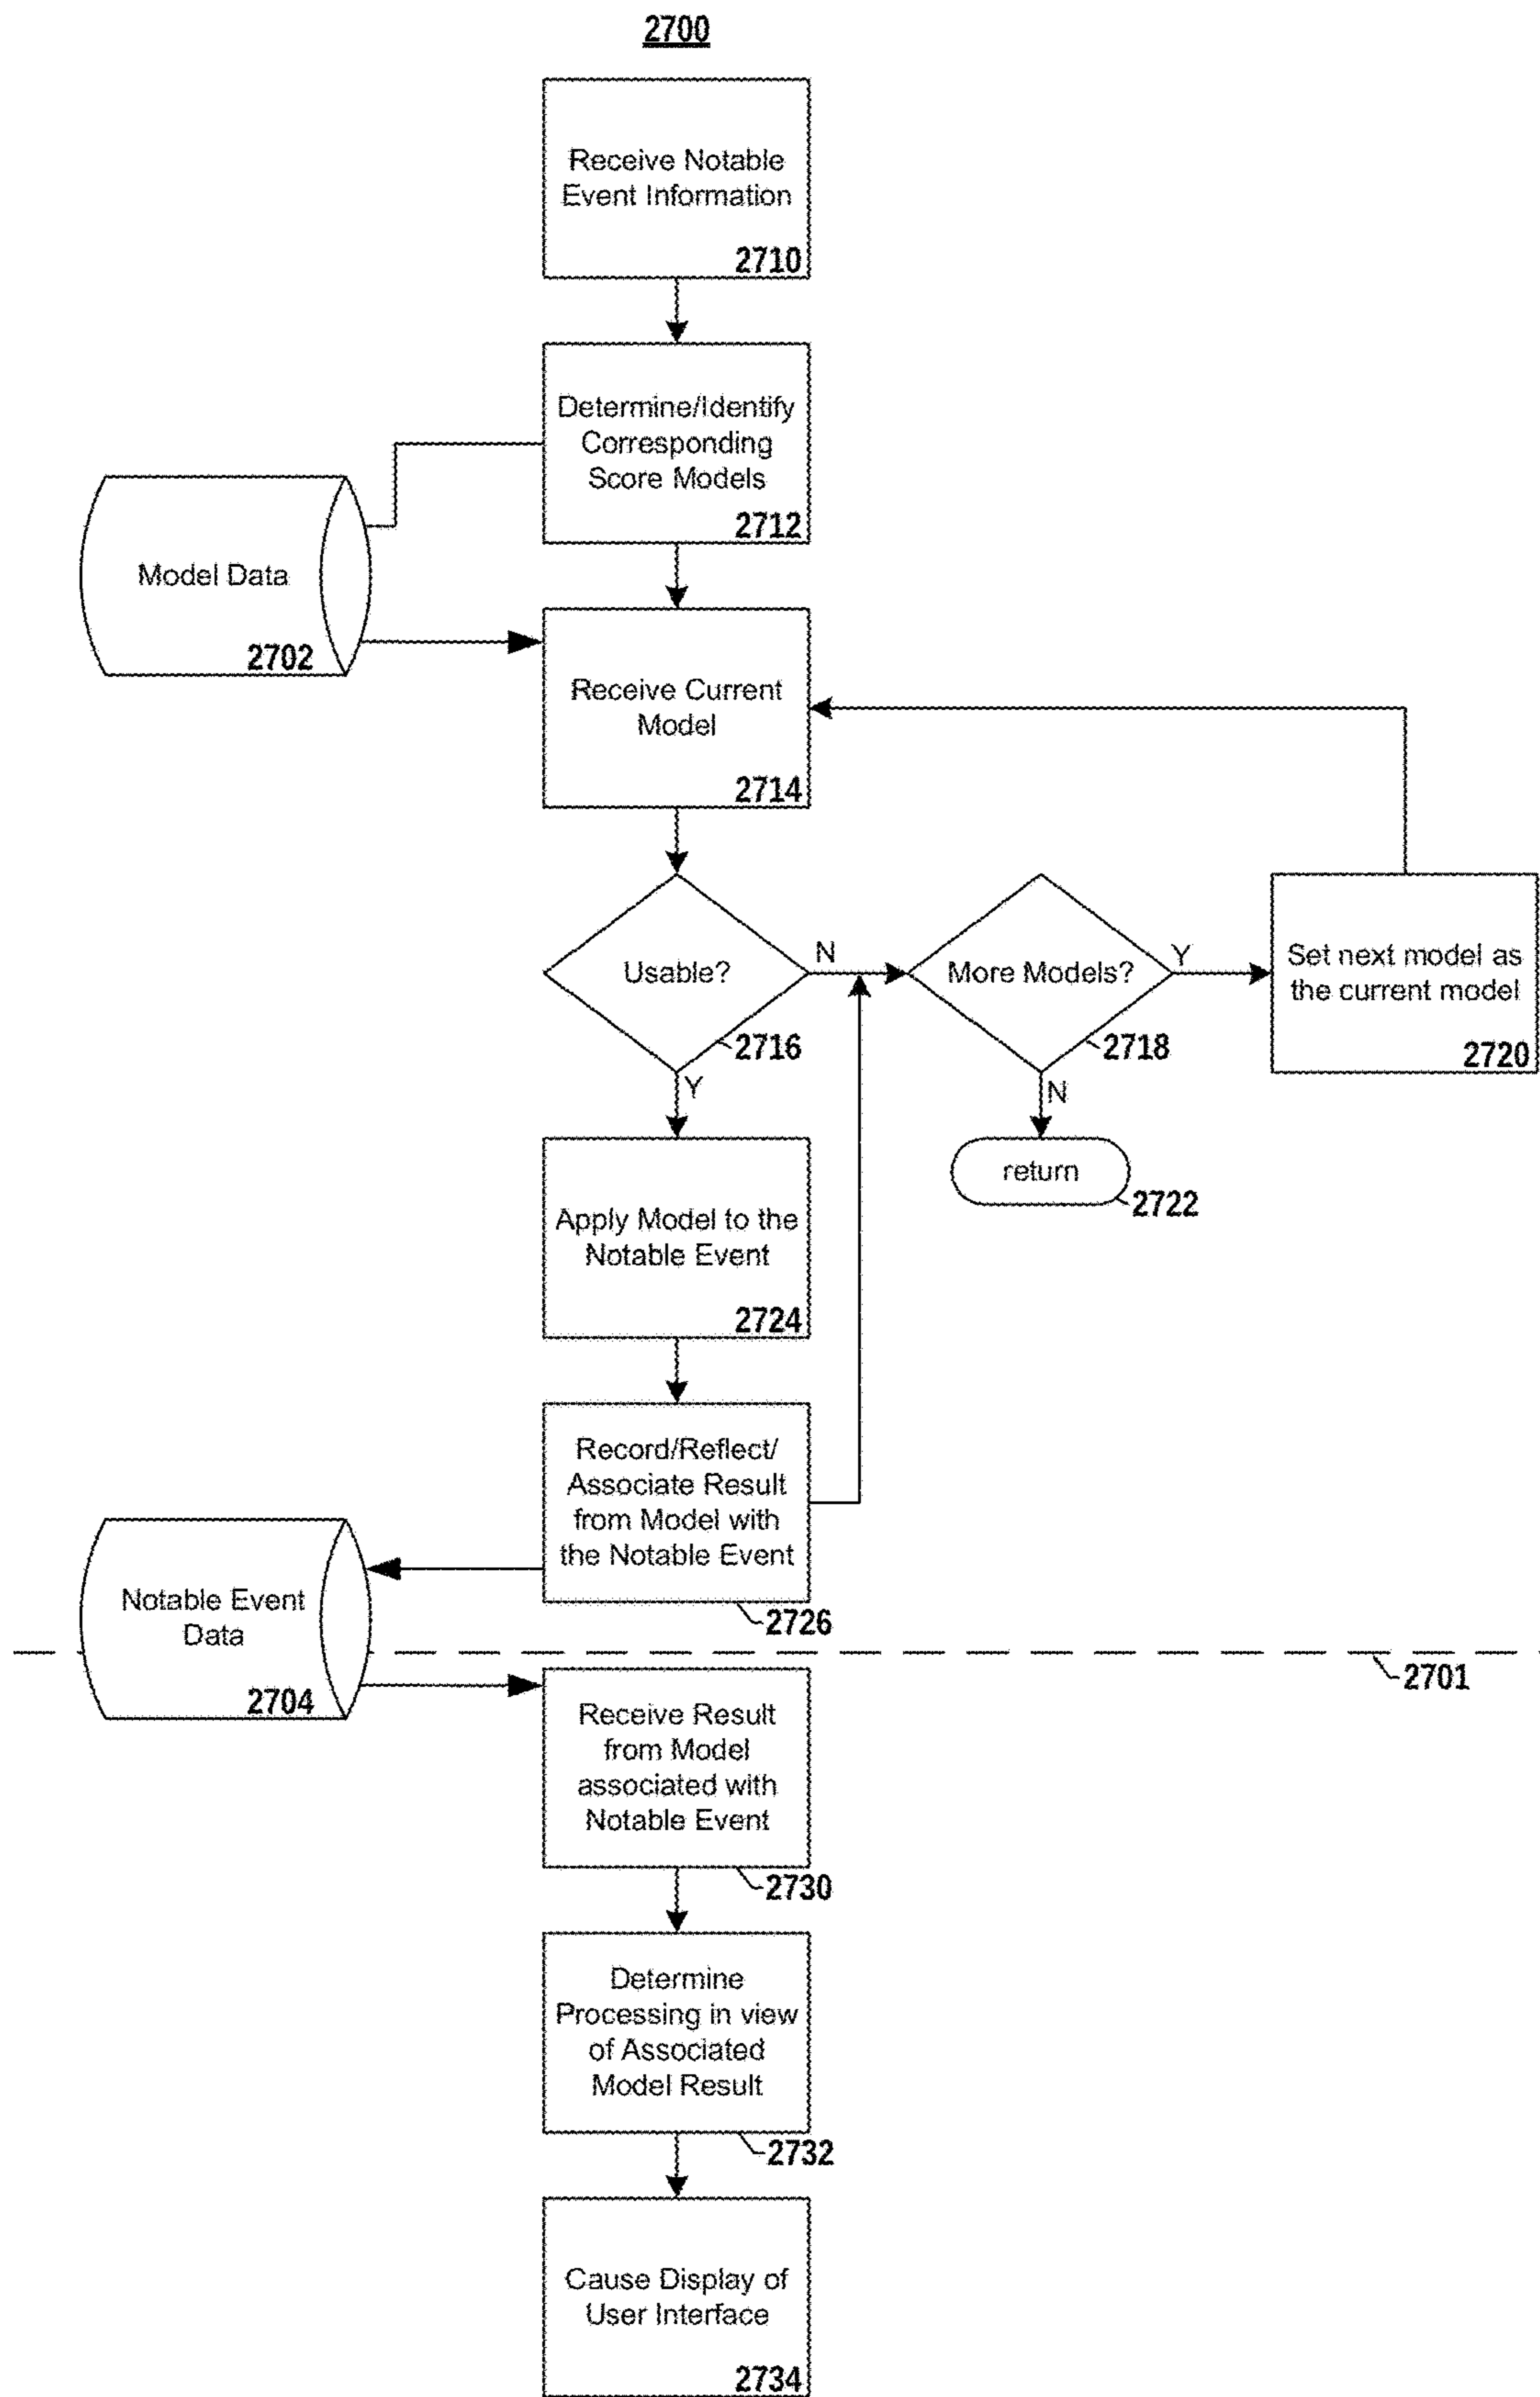 2700
Receive Notable
Event Information
2710
Determine/Identify
Corresponding
Score Models
2712
Model Data
2702
Receive Current
Model
2714
Usable?
2716
N
Y
More Models?
2718
Y
N
Set next model as
the current model
2720
return
2722
Apply Model to the
Notable Event
2724
Record/Reflect/
Associate Result
from Model with
the Notable Event
2726
Notable Event
Data
2704
2701
Receive Result
from Model
associated with
Notable Event
2730
Determine
Processing in view
of Associated
Model Result
2732
Cause Display of
User Interface
2734